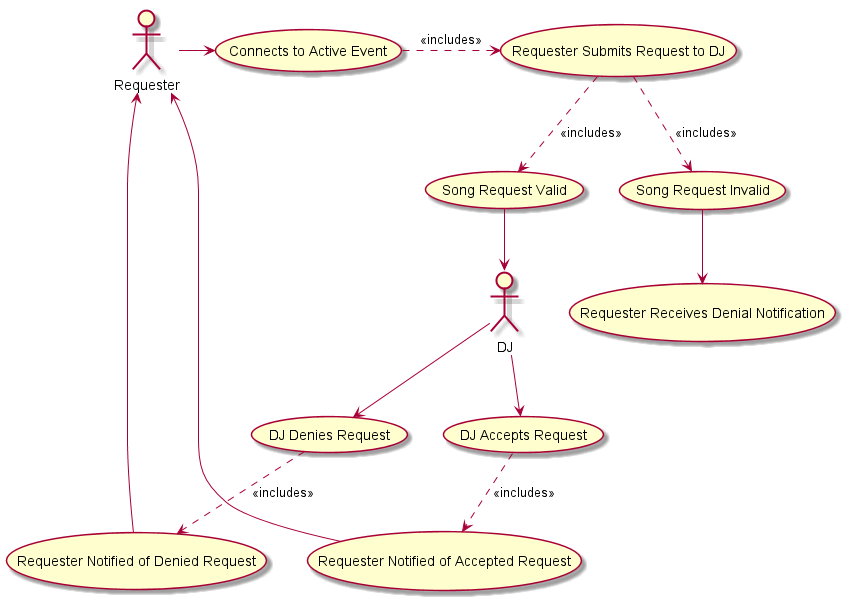 Requester
Connects to Active Event
«includes»
Requester Submits Request to DJ
«includes»
«includes»
Song Request Valid
Song Request Invalid
Requester Receives Denial Notification
DJ
DJ Denies Request
DJ Accepts Request
«includes»
«includes»
Requester Notified of Denied Request
Requester Notified of Accepted Request